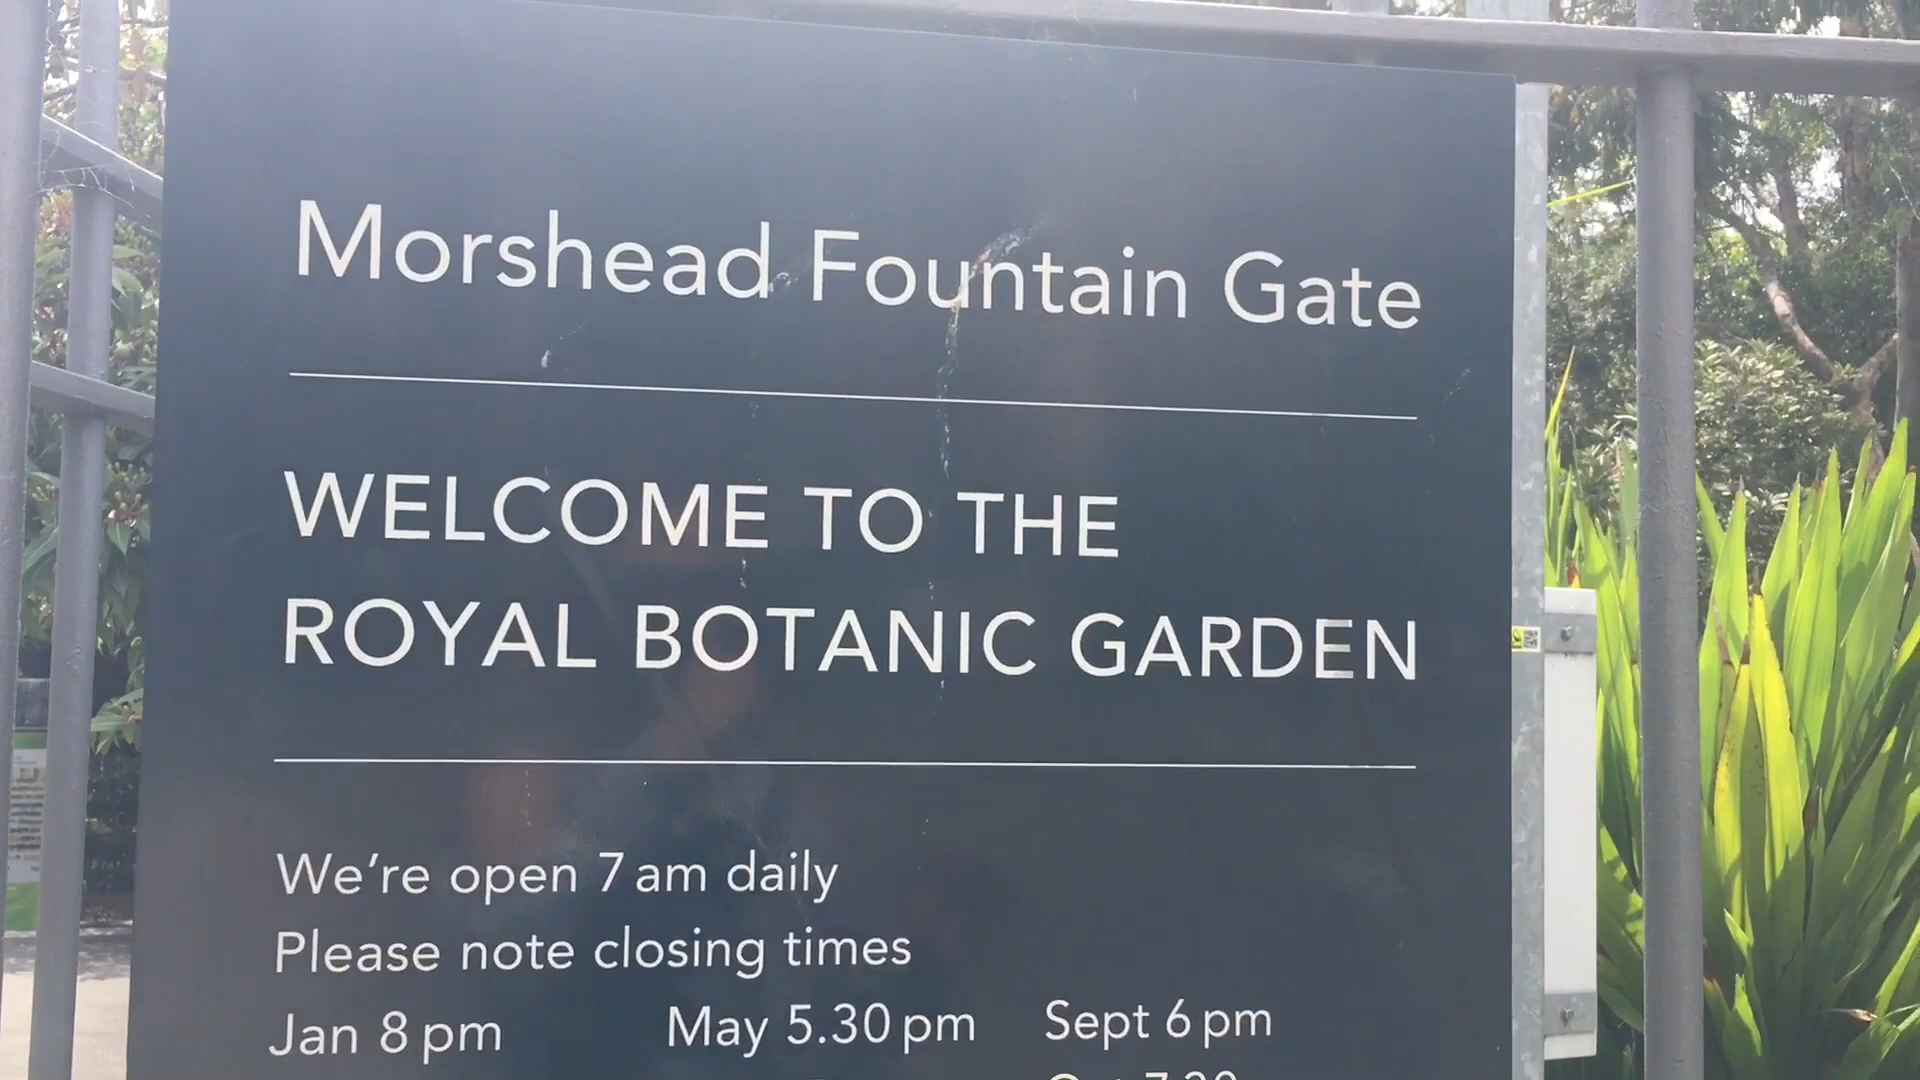 Morshead Fountain Gate
WELCOME TO THE
ROYAL BOTANIC GARDEN
We're open 7 am daily
Please note closing times
Jan 8 pm May 5.30 pm Sept 6 pm